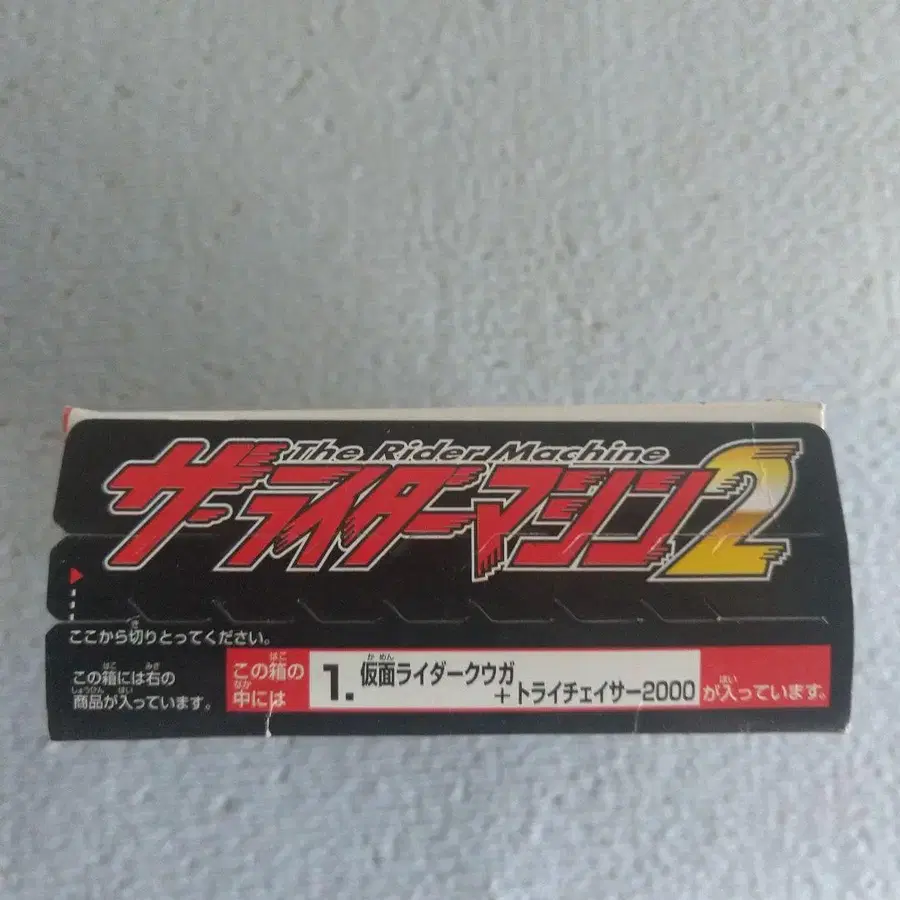 The Rider Machine
ザ・ライダーマシン2
ここから切りとってください。
この箱には右の
商品が入っています。
この箱の
中には
1. 仮面ライダークウガ
+トライチェイサー2000
が入っています。